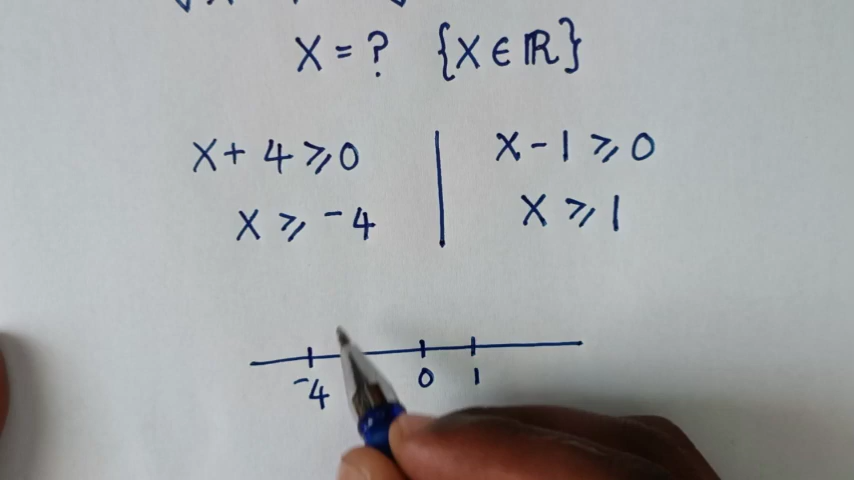 X = ? {X ∈ ℝ}
X + 4 ⩾ 0
X ⩾ -4
X - 1 ⩾ 0
X ⩾ 1
-4 0 1